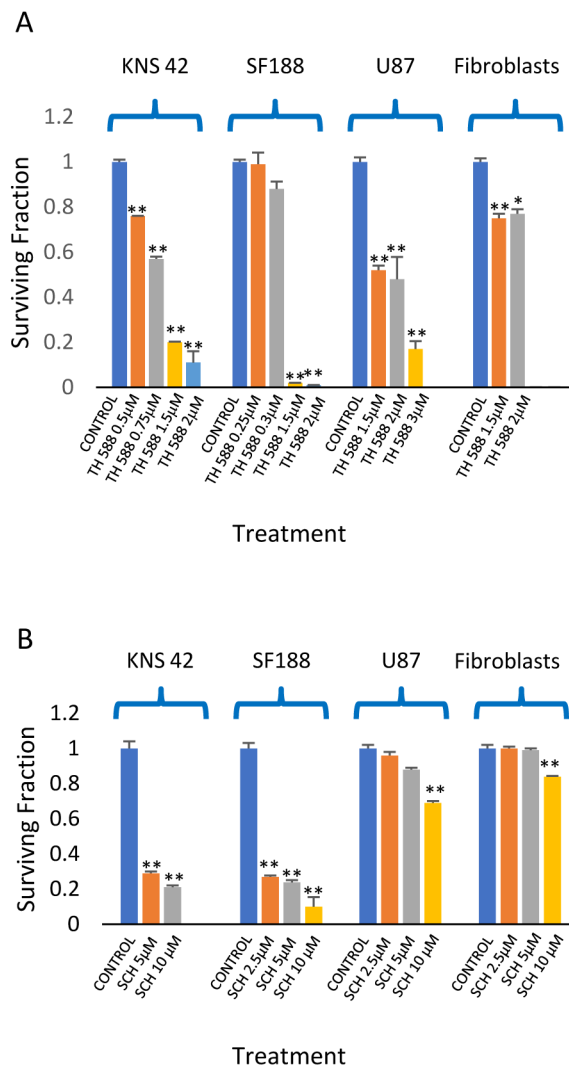 A
KNS 42 SF188 U87 Fibroblasts
1.2
1
0.8
0.6
0.4
0.2
0
Surviving Fraction
** ** ** **
** **
** ** **
** *
CONTROL
TH 588 0.5µM
TH 588 0.75µM
TH 588 1.5µM
TH 588 2µM
CONTROL
TH 588 0.25µM
TH 588 0.3µM
TH 588 1.5µM
TH 588 2µM
CONTROL
TH 588 1.5µM
TH 588 2µM
TH 588 3µM
CONTROL
TH 588 1.5µM
TH 588 2µM
Treatment
B
KNS 42 SF188 U87 Fibroblasts
1.2
1
0.8
0.6
0.4
0.2
0
Survivng Fraction
** **
** ** **
**
**
CONTROL
SCH 5µM
SCH 10 µM
CONTROL
SCH 2.5µM
SCH 5µM
SCH 10 µM
CONTROL
SCH 2.5µM
SCH 5µM
SCH 10 µM
CONTROL
SCH 2.5µM
SCH 5µM
SCH 10 µM
Treatment